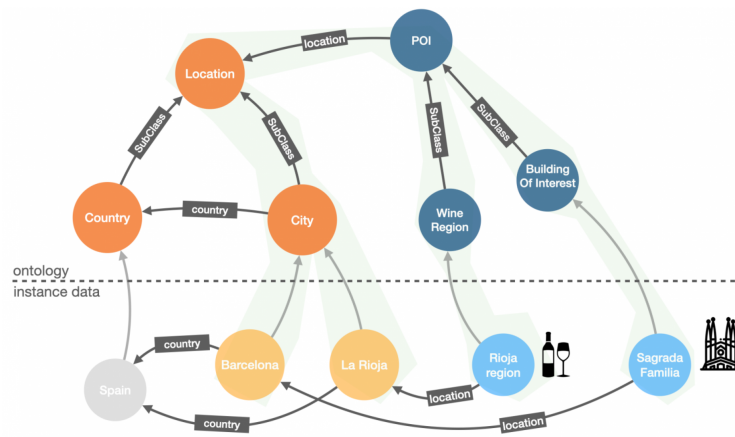 POI
location
Location
SubClass
SubClass
SubClass
SubClass
Building
Of Interest
Country
country
City
Wine
Region
ontology
instance data
country
Barcelona
La Rioja
Rioja
region
Sagrada
Familia
Spain
location
country
location